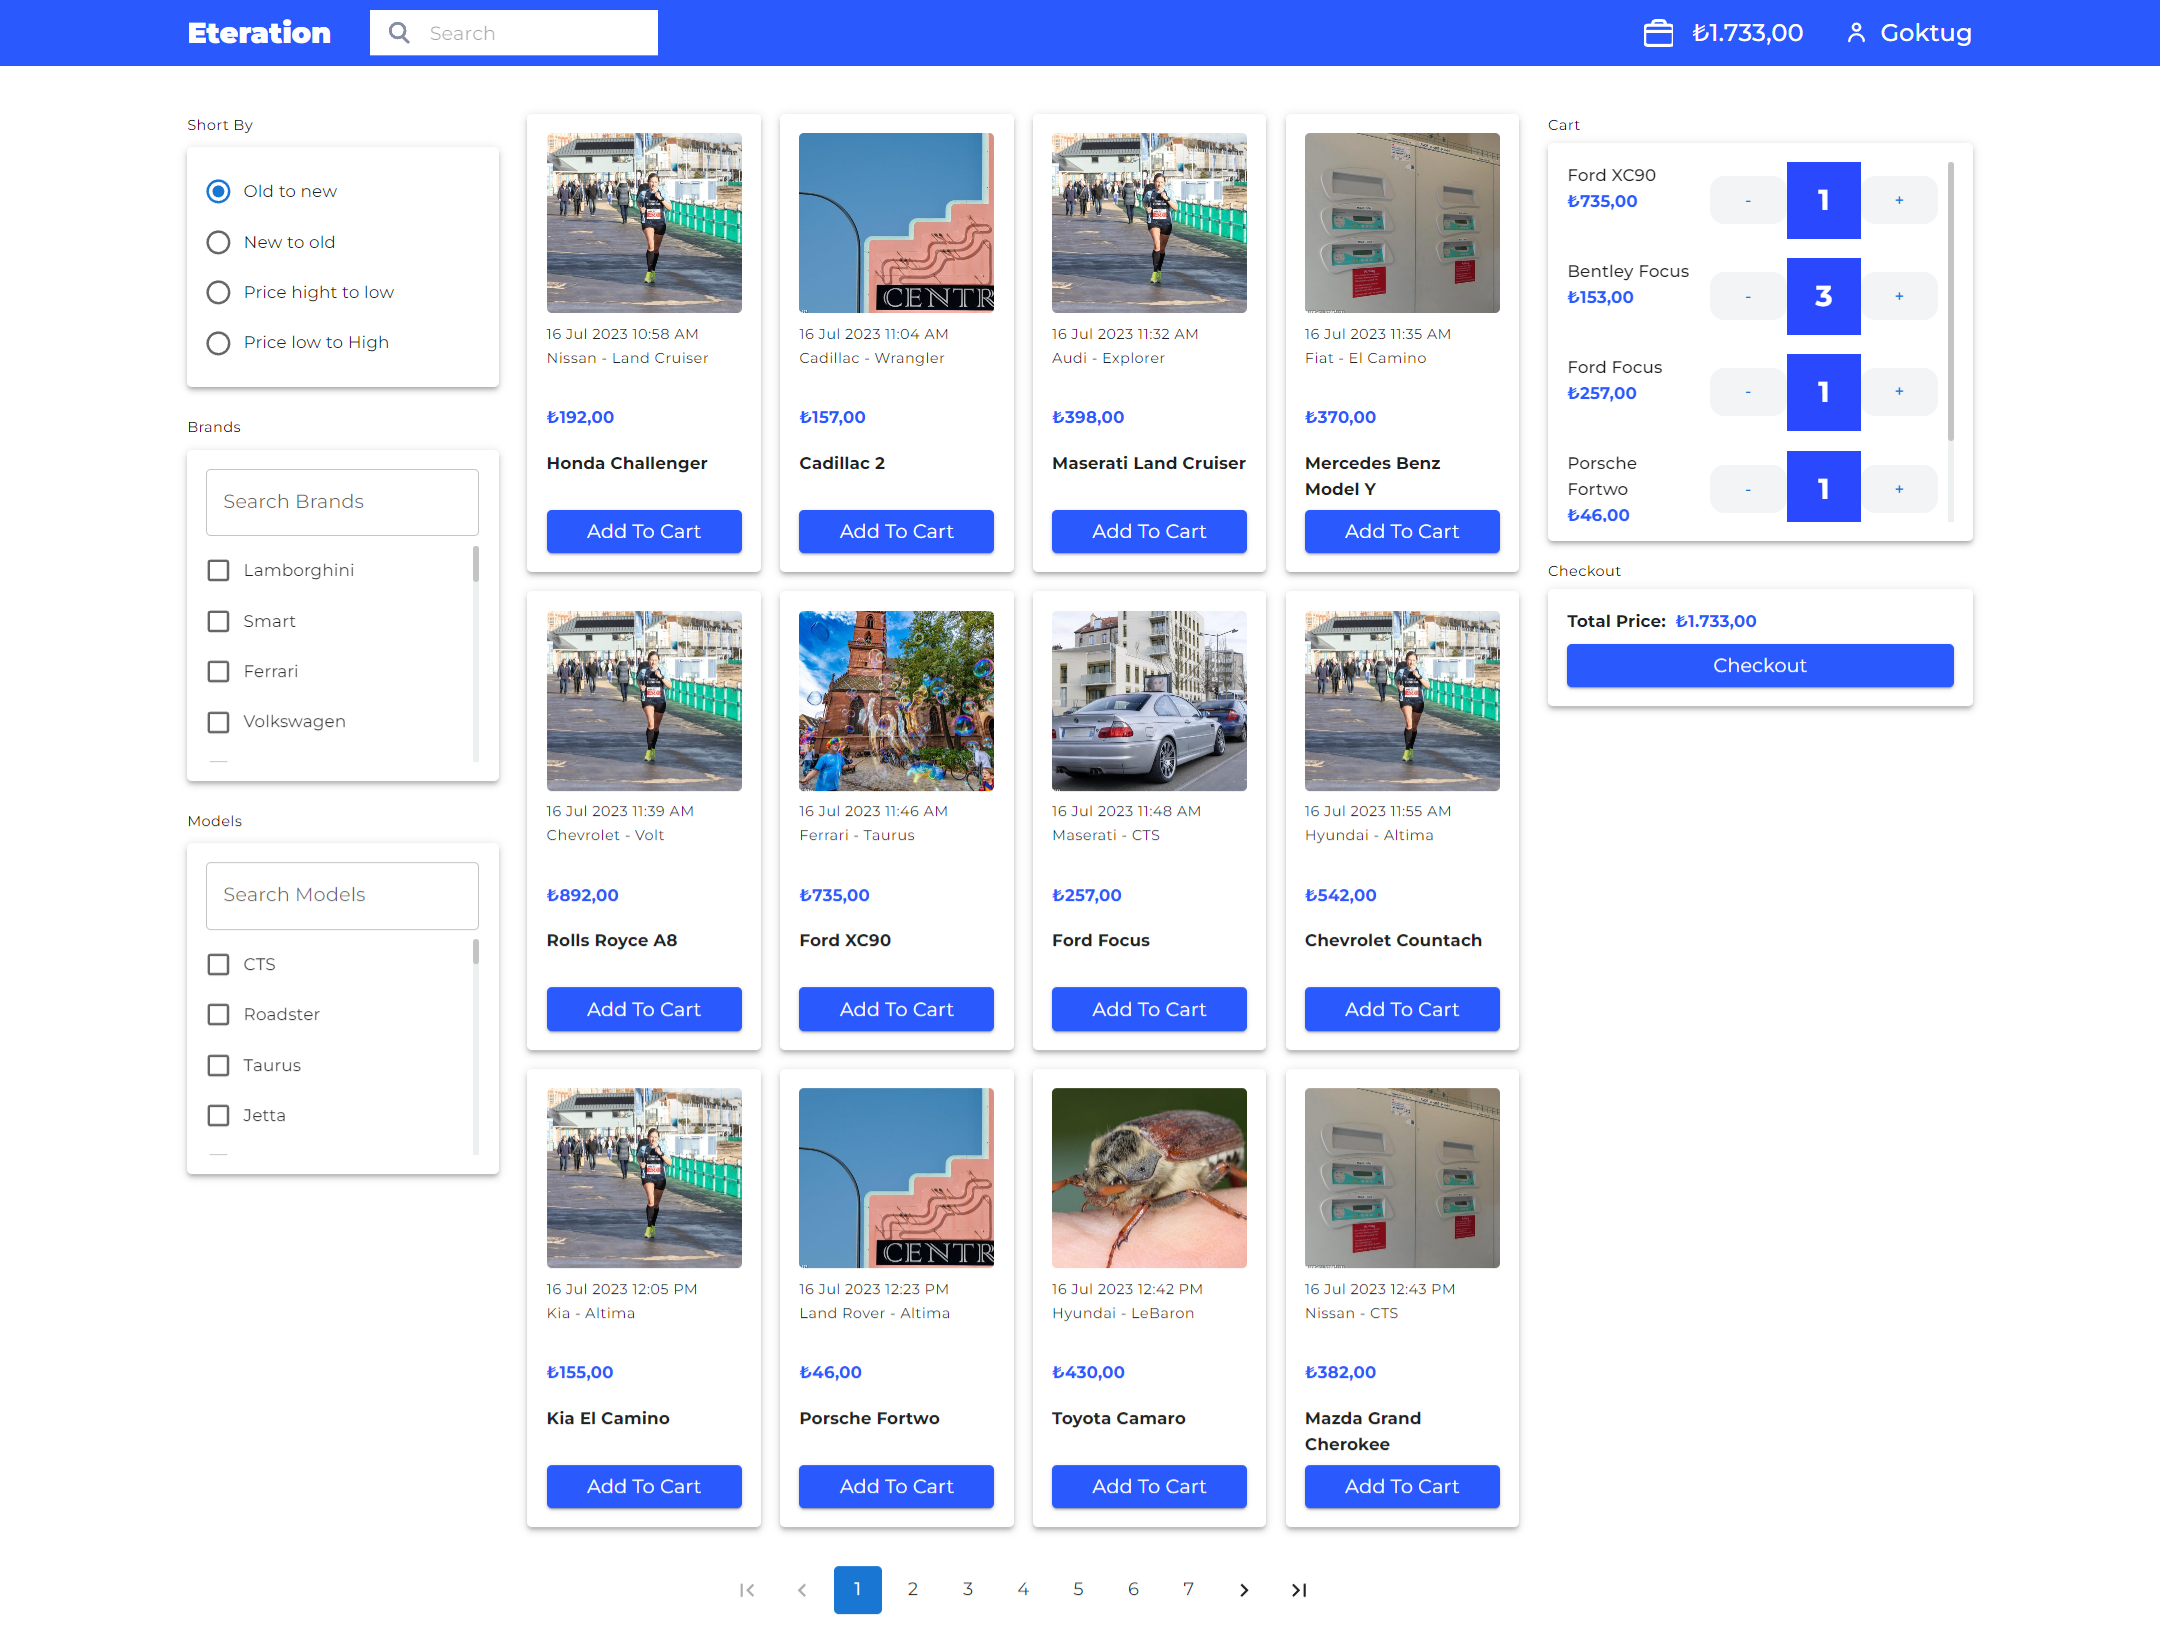 Eteration
Search
₺1.733,00
Goktug
Short By
Old to new
New to old
Price hight to low
Price low to High
Brands
Search Brands
Lamborghini
Smart
Ferrari
Volkswagen
Models
Search Models
CTS
Roadster
Taurus
Jetta
16 Jul 2023 10:58 AM
Nissan - Land Cruiser
₺192,00
Honda Challenger
Add To Cart
CENTR
16 Jul 2023 11:04 AM
Cadillac - Wrangler
₺157,00
Cadillac 2
Add To Cart
16 Jul 2023 11:32 AM
Audi - Explorer
₺398,00
Maserati Land Cruiser
Add To Cart
16 Jul 2023 11:35 AM
Fiat - El Camino
₺370,00
Mercedes Benz
Model Y
Add To Cart
16 Jul 2023 11:39 AM
Chevrolet - Volt
₺892,00
Rolls Royce A8
Add To Cart
16 Jul 2023 11:46 AM
Ferrari - Taurus
₺735,00
Ford XC90
Add To Cart
16 Jul 2023 11:48 AM
Maserati - CTS
₺257,00
Ford Focus
Add To Cart
16 Jul 2023 11:55 AM
Hyundai - Altima
₺542,00
Chevrolet Countach
Add To Cart
16 Jul 2023 12:05 PM
Kia - Altima
₺155,00
Kia El Camino
Add To Cart
CENTR
16 Jul 2023 12:23 PM
Land Rover - Altima
₺46,00
Porsche Fortwo
Add To Cart
16 Jul 2023 12:42 PM
Hyundai - LeBaron
₺430,00
Toyota Camaro
Add To Cart
16 Jul 2023 12:43 PM
Nissan - CTS
₺382,00
Mazda Grand
Cherokee
Add To Cart
1 2 3 4 5 6 7
Cart
Ford XC90
₺735,00
- 1 +
Bentley Focus
₺153,00
- 3 +
Ford Focus
₺257,00
- 1 +
Porsche
Fortwo
₺46,00
- 1 +
Checkout
Total Price: ₺1.733,00
Checkout